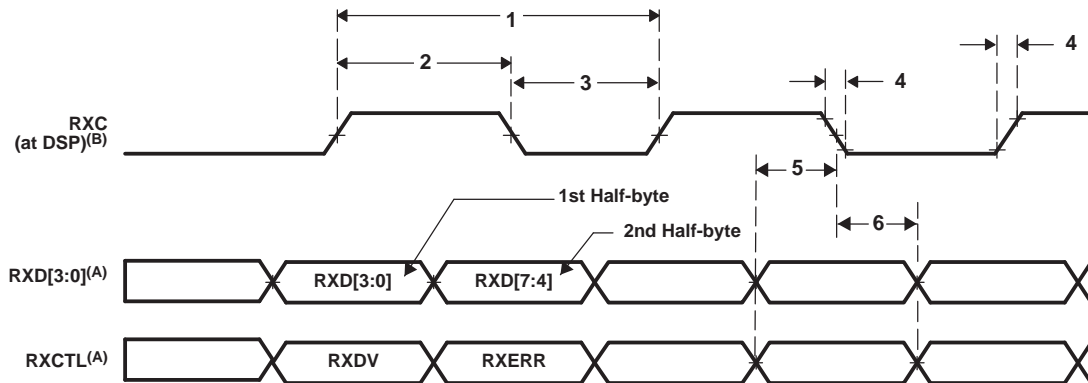 1
2
3
4
4
RXC
(at DSP)(B)
5
1st Half-byte
6
2nd Half-byte
RXD[3:0](A)
RXD[3:0]
RXD[7:4]
RXCTL(A)
RXDV
RXERR